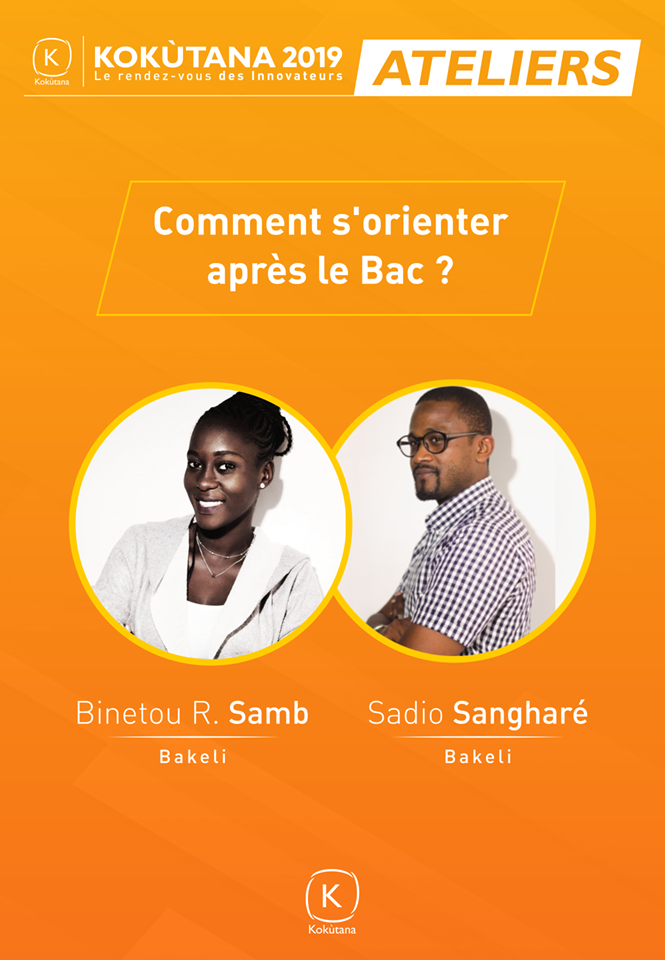 K
Kokùtana
KOKÙTANA 2019
Le rendez-vous des Innovateurs
ATELIERS
Comment s'orienter
après le Bac ?
Binetou R. Samb
Bakeli
Sadio Sangharé
Bakeli
K
Kokùtana